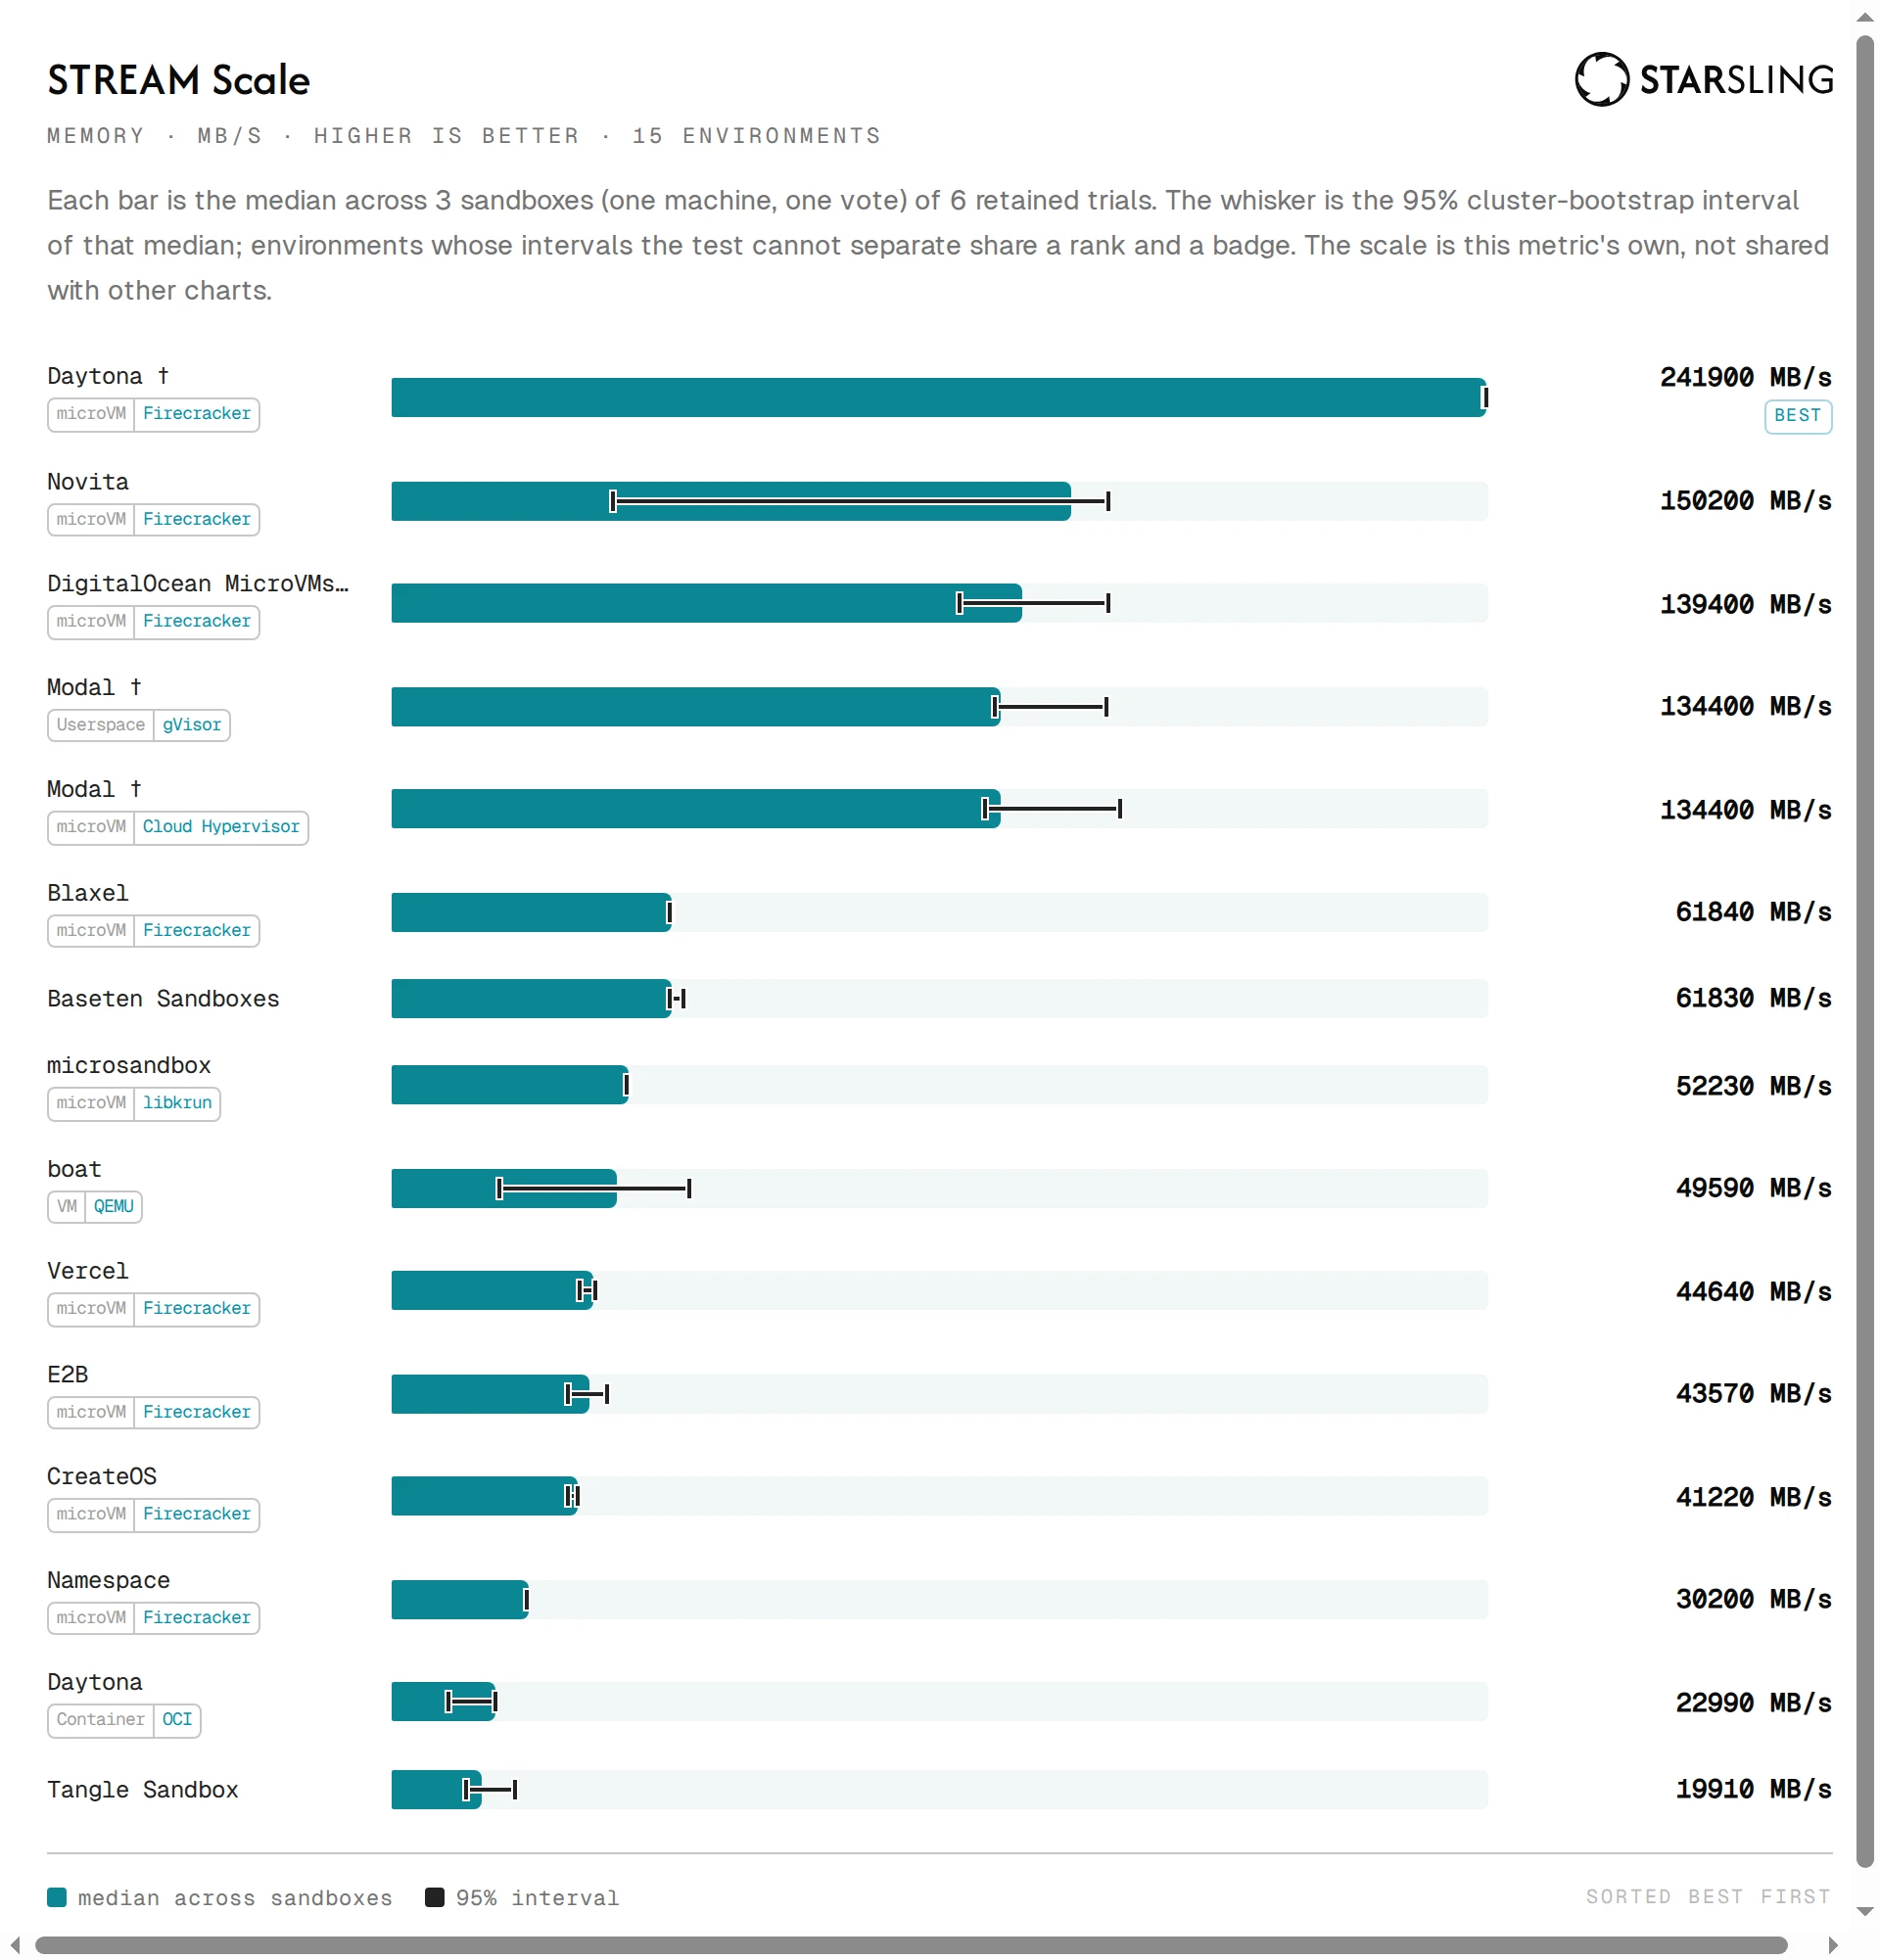 STREAM Scale
STARSLING
MEMORY · MB/S · HIGHER IS BETTER · 15 ENVIRONMENTS
Each bar is the median across 3 sandboxes (one machine, one vote) of 6 retained trials. The whisker is the 95% cluster-bootstrap interval
of that median; environments whose intervals the test cannot separate share a rank and a badge. The scale is this metric's own, not shared
with other charts.
Daytona †
microVM Firecracker
241900 MB/s
BEST
Novita
microVM Firecracker
150200 MB/s
DigitalOcean MicroVMs…
microVM Firecracker
139400 MB/s
Modal †
Userspace gVisor
134400 MB/s
Modal †
microVM Cloud Hypervisor
134400 MB/s
Blaxel
microVM Firecracker
61840 MB/s
Baseten Sandboxes
61830 MB/s
microsandbox
microVM libkrun
52230 MB/s
boat
VM QEMU
49590 MB/s
Vercel
microVM Firecracker
44640 MB/s
E2B
microVM Firecracker
43570 MB/s
CreateOS
microVM Firecracker
41220 MB/s
Namespace
microVM Firecracker
30200 MB/s
Daytona
Container OCI
22990 MB/s
Tangle Sandbox
19910 MB/s
median across sandboxes 95% interval
SORTED BEST FIRST